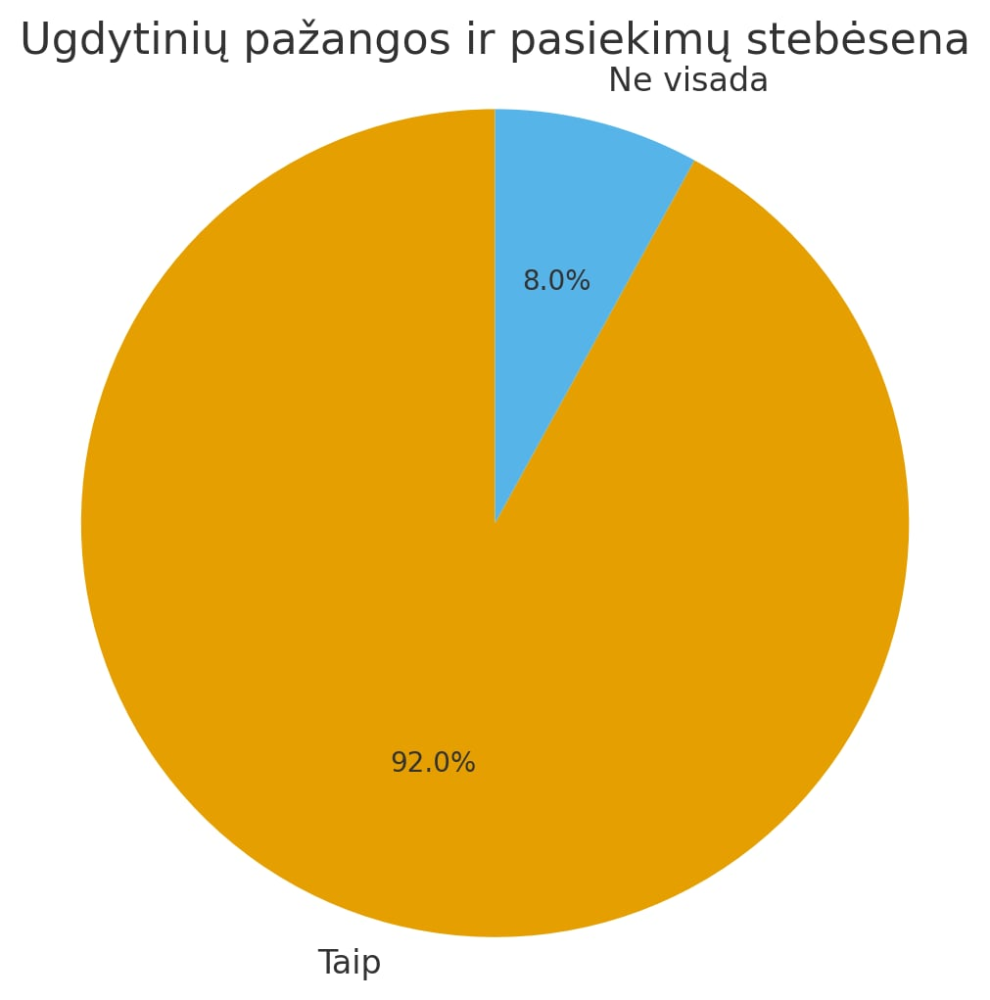 Ugdytinių pažangos ir pasiekimų stebėsena
Ne visada
8.0%
92.0%
Taip